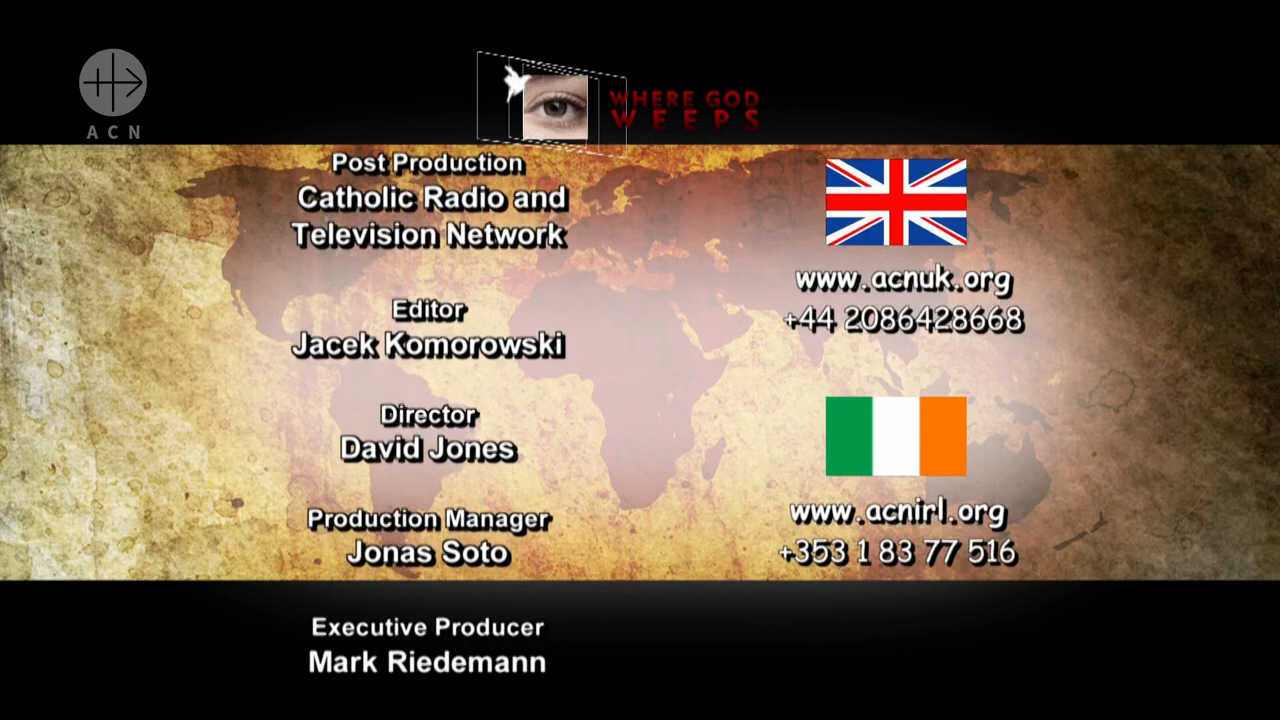 ACN
WHERE GOD
WEEPS
Post Production
Catholic Radio and
Television Network
Editor
Jacek Komorowski
Director
David Jones
Production Manager
Jonas Soto
Executive Producer
Mark Riedemann
www.acnuk.org
+44 2086428668
www.acnirl.org
+353 1 83 77 516